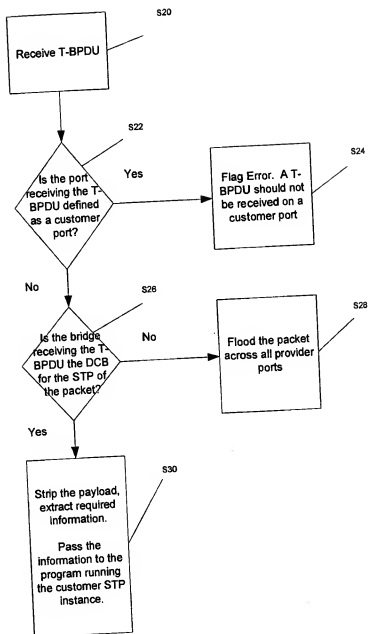 S20
Receive T-BPDU
S22
Is the port
receiving the T-
BPDU defined
as a customer
port?
Yes
S24
Flag Error. A T-
BPDU should not
be received on a
customer port
No
S26
Is the bridge
receiving the T-
BPDU the DCB
for the STP of
the packet?
No
S28
Flood the packet
across all provider
ports
Yes
S30
Strip the payload,
extract required
information.
Pass the
information to the
program running
the customer STP
instance.